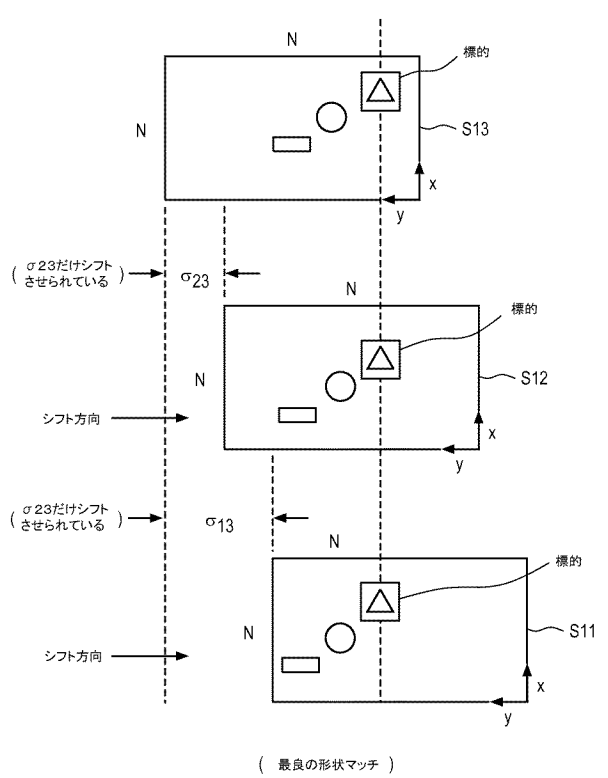 N
標的
N
S13
x
y
( σ23だけシフト
させられている )
σ23
N
標的
N
S12
シフト方向
x
y
( σ23だけシフト
させられている )
σ13
N
標的
N
S11
シフト方向
x
y
( 最良の形状マッチ )